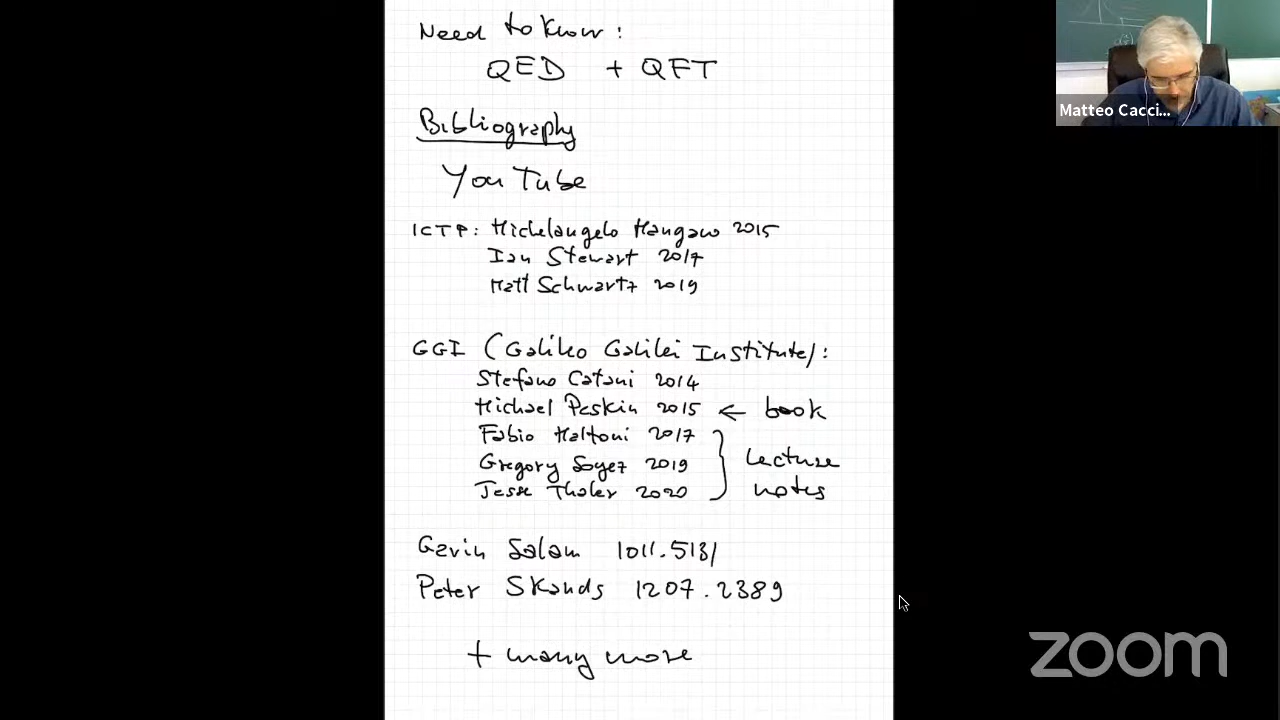 Need to know:
QED + QFT
Bibliography
YouTube
ICTP: Michelangelo Mangano 2015
Ian Stewart 2017
Matt Schwartz 2019
GGI (Galileo Galilei Institute):
Stefano Catani 2014
Michael Peskin 2015 ← book
Fabio Maltoni 2017
Gregory Soyez 2019
Jesse Thaler 2020
} lecture
notes
Gavin Salam 1011.5131
Peter Skands 1207.2389
+ many more
Matteo Cacci...
zoom